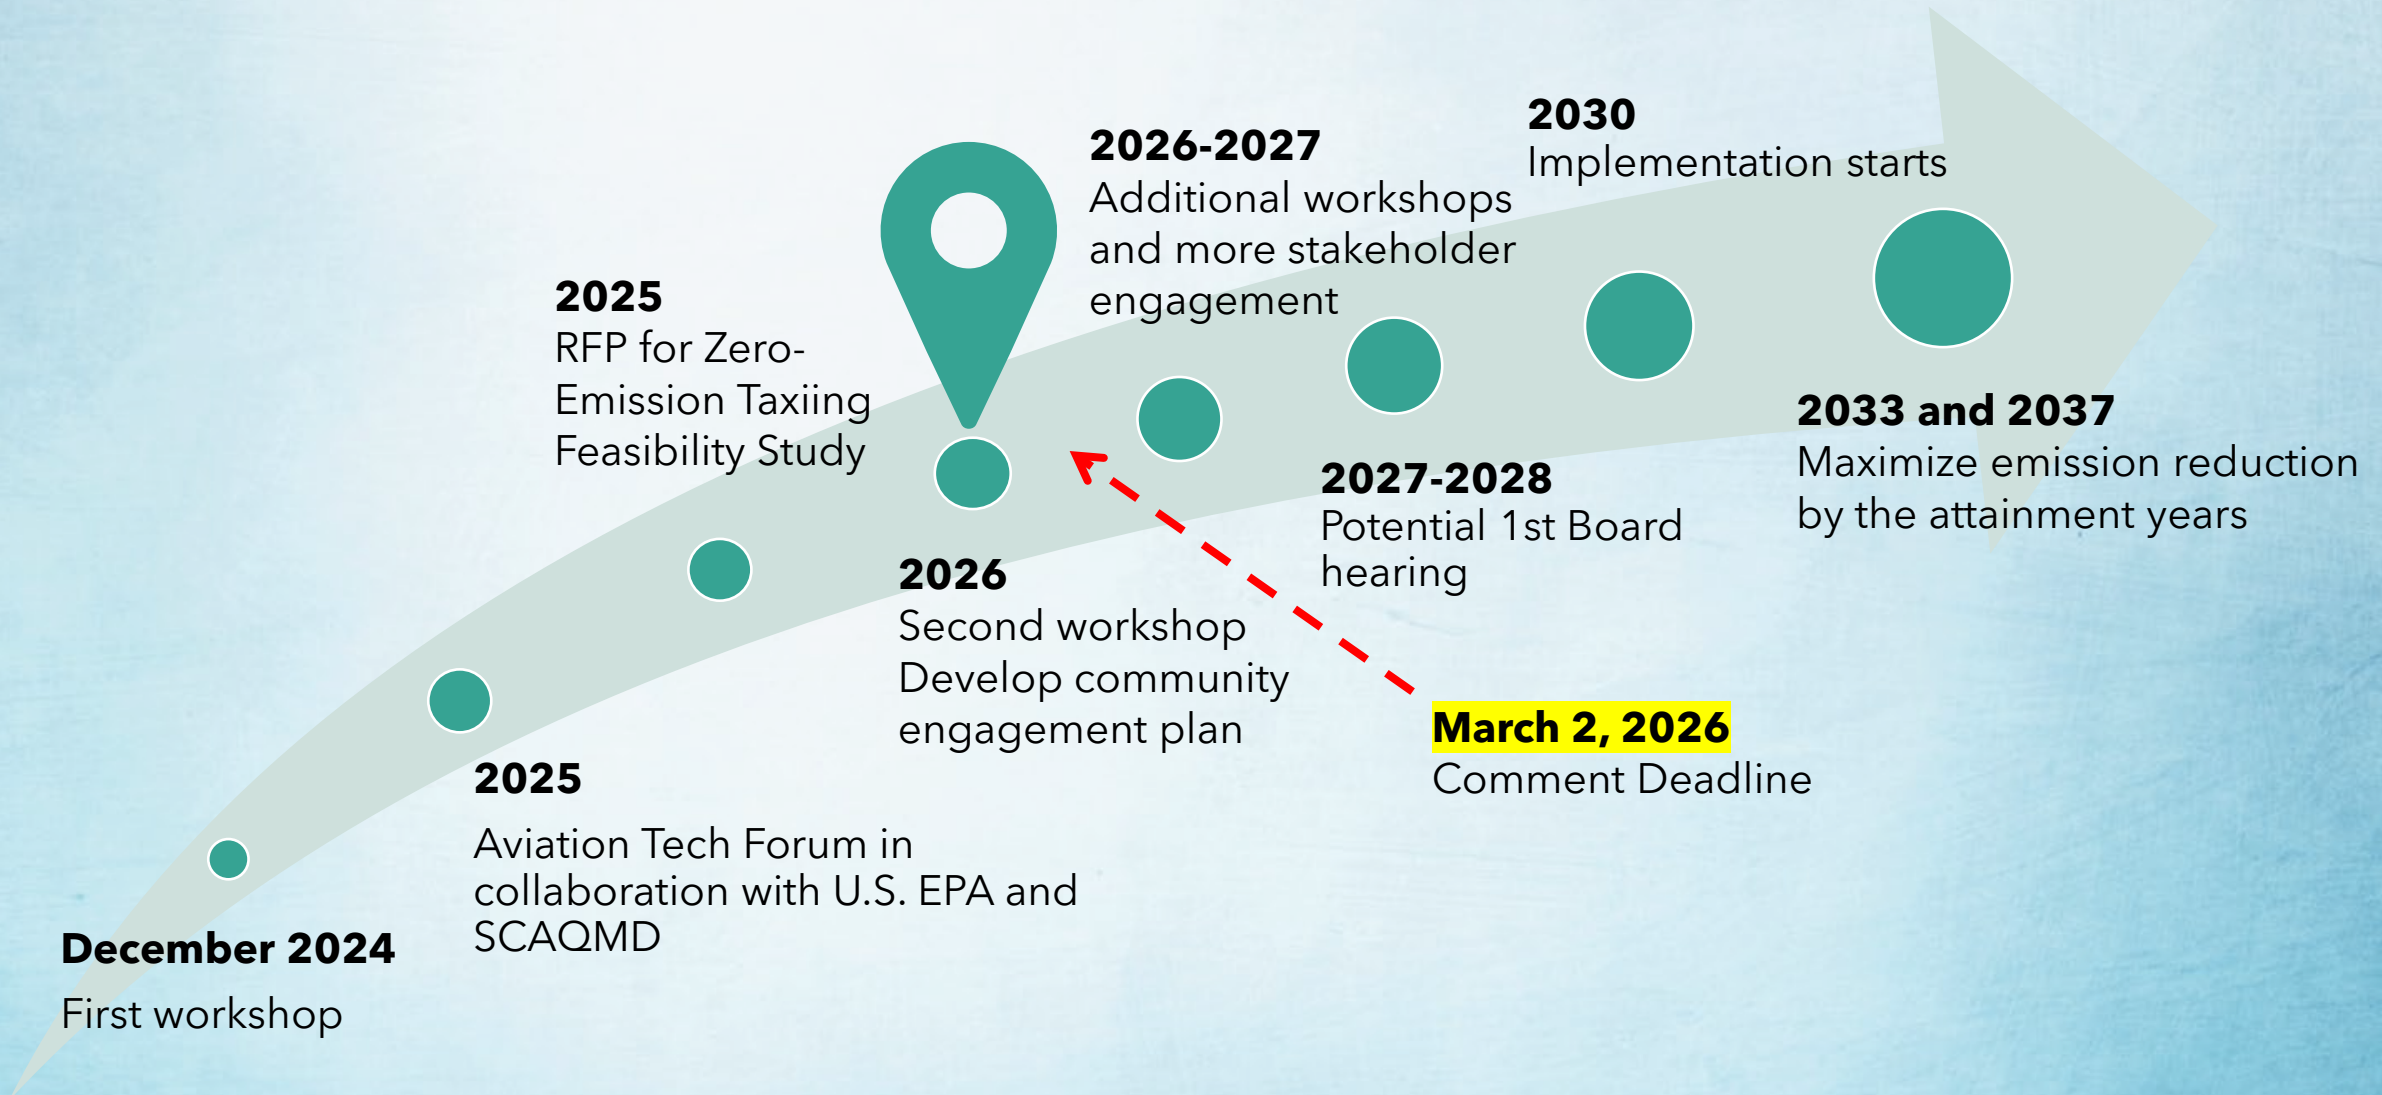 December 2024
First workshop
2025
Aviation Tech Forum in
collaboration with U.S. EPA and
SCAQMD
2025
RFP for Zero-
Emission Taxiing
Feasibility Study
2026
Second workshop
Develop community
engagement plan
March 2, 2026
Comment Deadline
2026-2027
Additional workshops
and more stakeholder
engagement
2027-2028
Potential 1st Board
hearing
2030
Implementation starts
2033 and 2037
Maximize emission reduction
by the attainment years